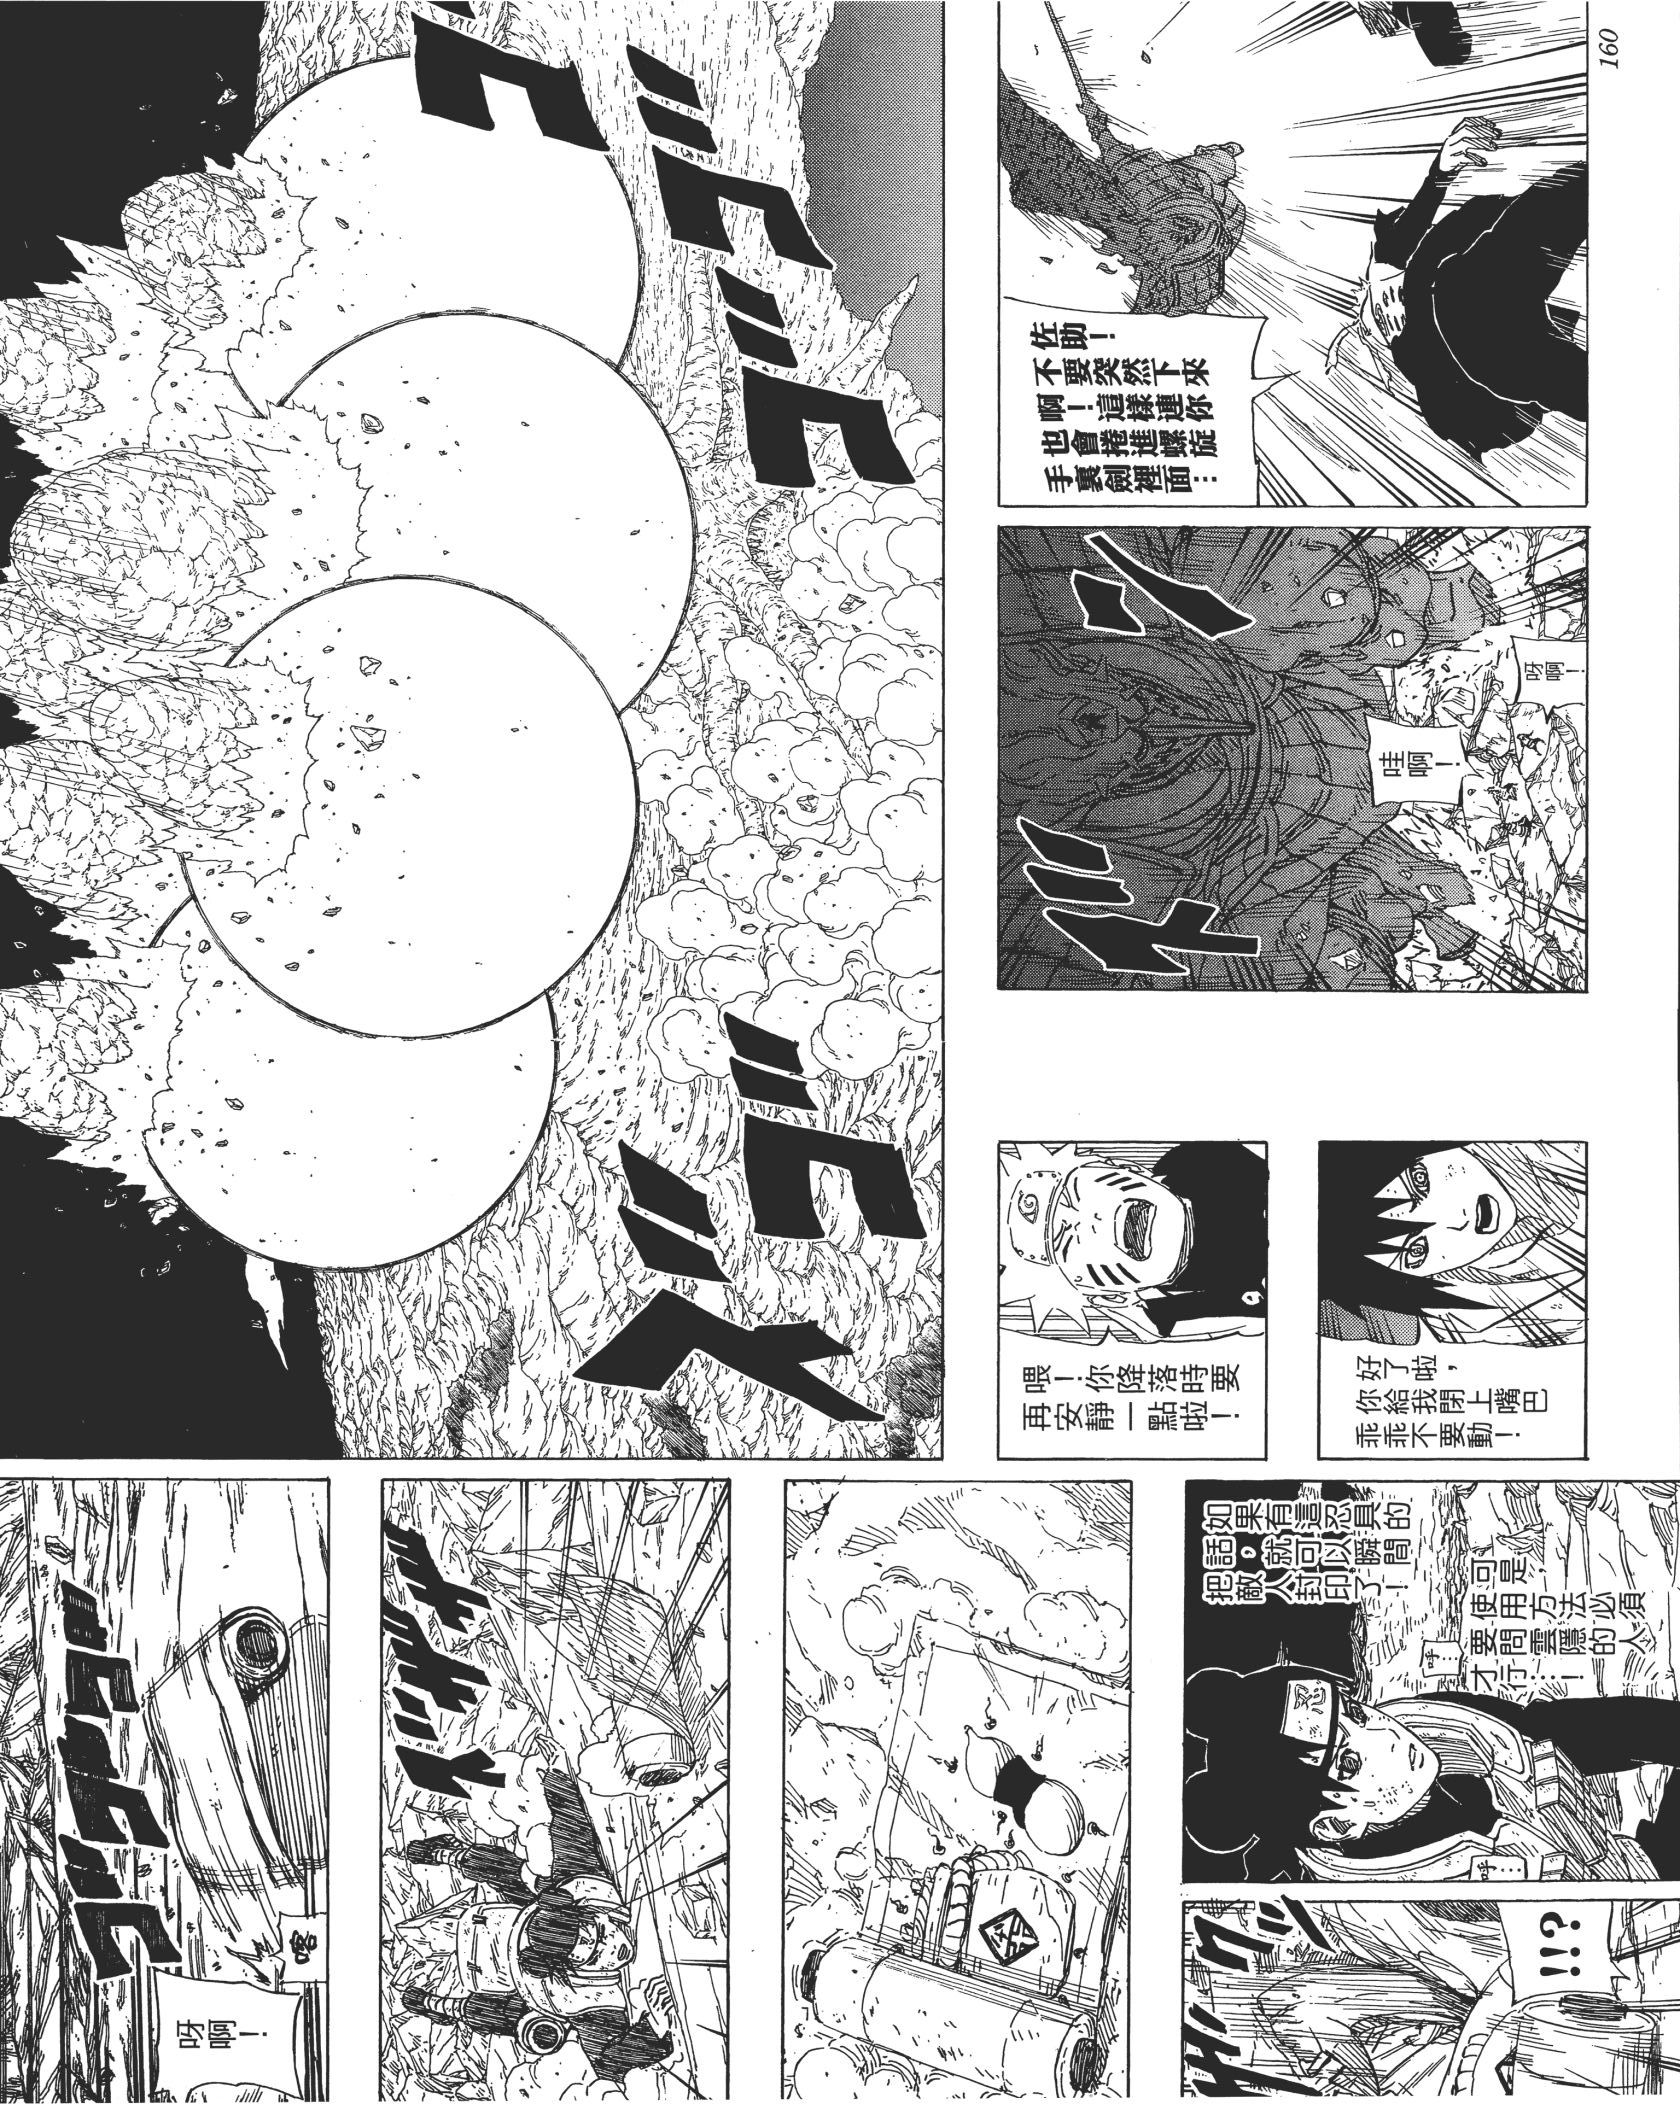 佐助！
不要突然下來
啊！這樣連你
也會捲進螺旋
手裏劍裡面…
呀啊！
哇啊！
喂！你降落時要
再安靜一點啦！
好了啦，
你給我閉上嘴巴
乖乖不要動！
160
喀
呀啊！
如果有這忍具的
話，就可以瞬間
把敵人封印了！
可是，
使用方法必須
要問雲隱的人
才行…！
呼…
忍
呼…
!!?